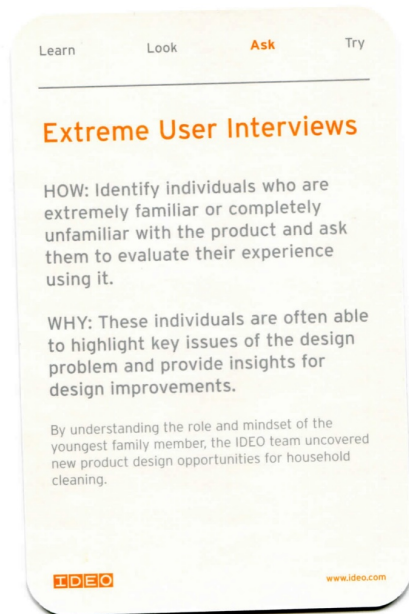 Learn Look Ask Try
Extreme User Interviews
HOW: Identify individuals who are
extremely familiar or completely
unfamiliar with the product and ask
them to evaluate their experience
using it.
WHY: These individuals are often able
to highlight key issues of the design
problem and provide insights for
design improvements.
By understanding the role and mindset of the
youngest family member, the IDEO team uncovered
new product design opportunities for household
cleaning.
IDEO www.ideo.com